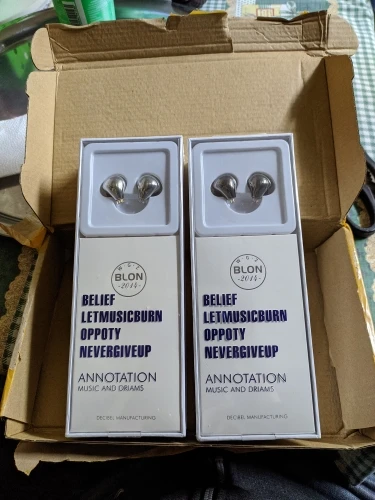 BLON
-2014-
BELIEF
LETMUSICBURN
OPPOTY
NEVERGIVEUP
ANNOTATION
MUSIC AND DRIAMS
DECIBEL MANUFACTURING
BLON
-2014-
BELIEF
LETMUSICBURN
OPPOTY
NEVERGIVEUP
ANNOTATION
MUSIC AND DRIAMS
DECIBEL MANUFACTURING